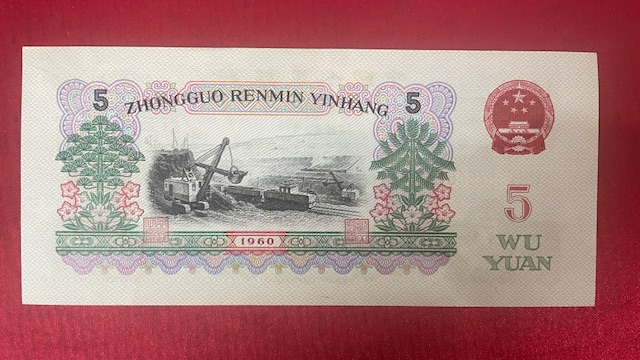 5 ZHONGGUO RENMIN YINHANG 5
1960
5
WU
YUAN